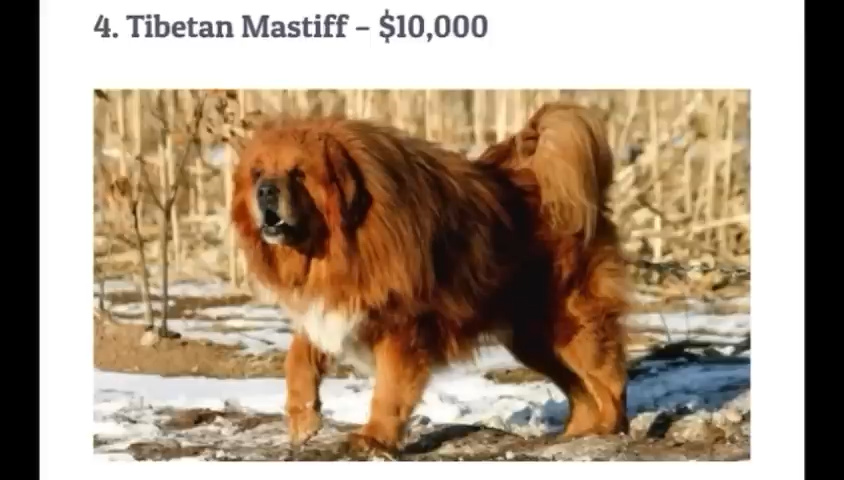 4. Tibetan Mastiff – $10,000